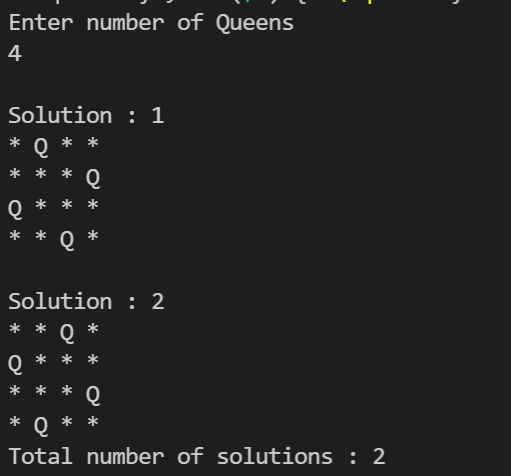 Enter number of Queens
4
Solution : 1
* Q * *
* * * Q
Q * * *
* * Q *
Solution : 2
* * Q *
Q * * *
* * * Q
* Q * *
Total number of solutions : 2